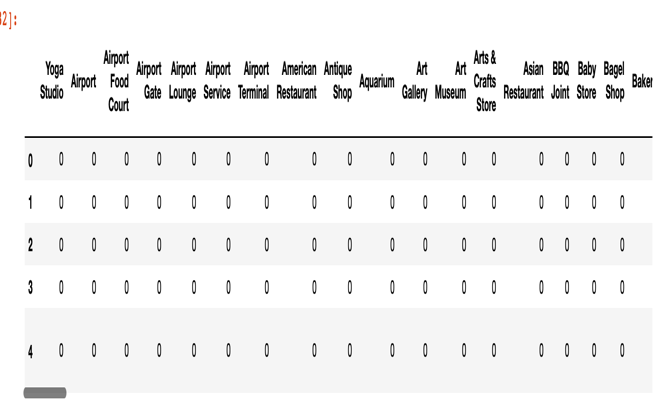 32]:
Yoga Studio Airport Airport Food Court Airport Gate Airport Lounge Airport Service Airport Terminal American Restaurant Antique Shop Aquarium Art Gallery Art Museum Arts & Crafts Store Asian Restaurant BBQ Joint Baby Store Bagel Shop
0 0 0 0 0 0 0 0 0 0 0 0 0 0 0 0 0 0
1 0 0 0 0 0 0 0 0 0 0 0 0 0 0 0 0 0
2 0 0 0 0 0 0 0 0 0 0 0 0 0 0 0 0 0
3 0 0 0 0 0 0 0 0 0 0 0 0 0 0 0 0 0
4 0 0 0 0 0 0 0 0 0 0 0 0 0 0 0 0 0